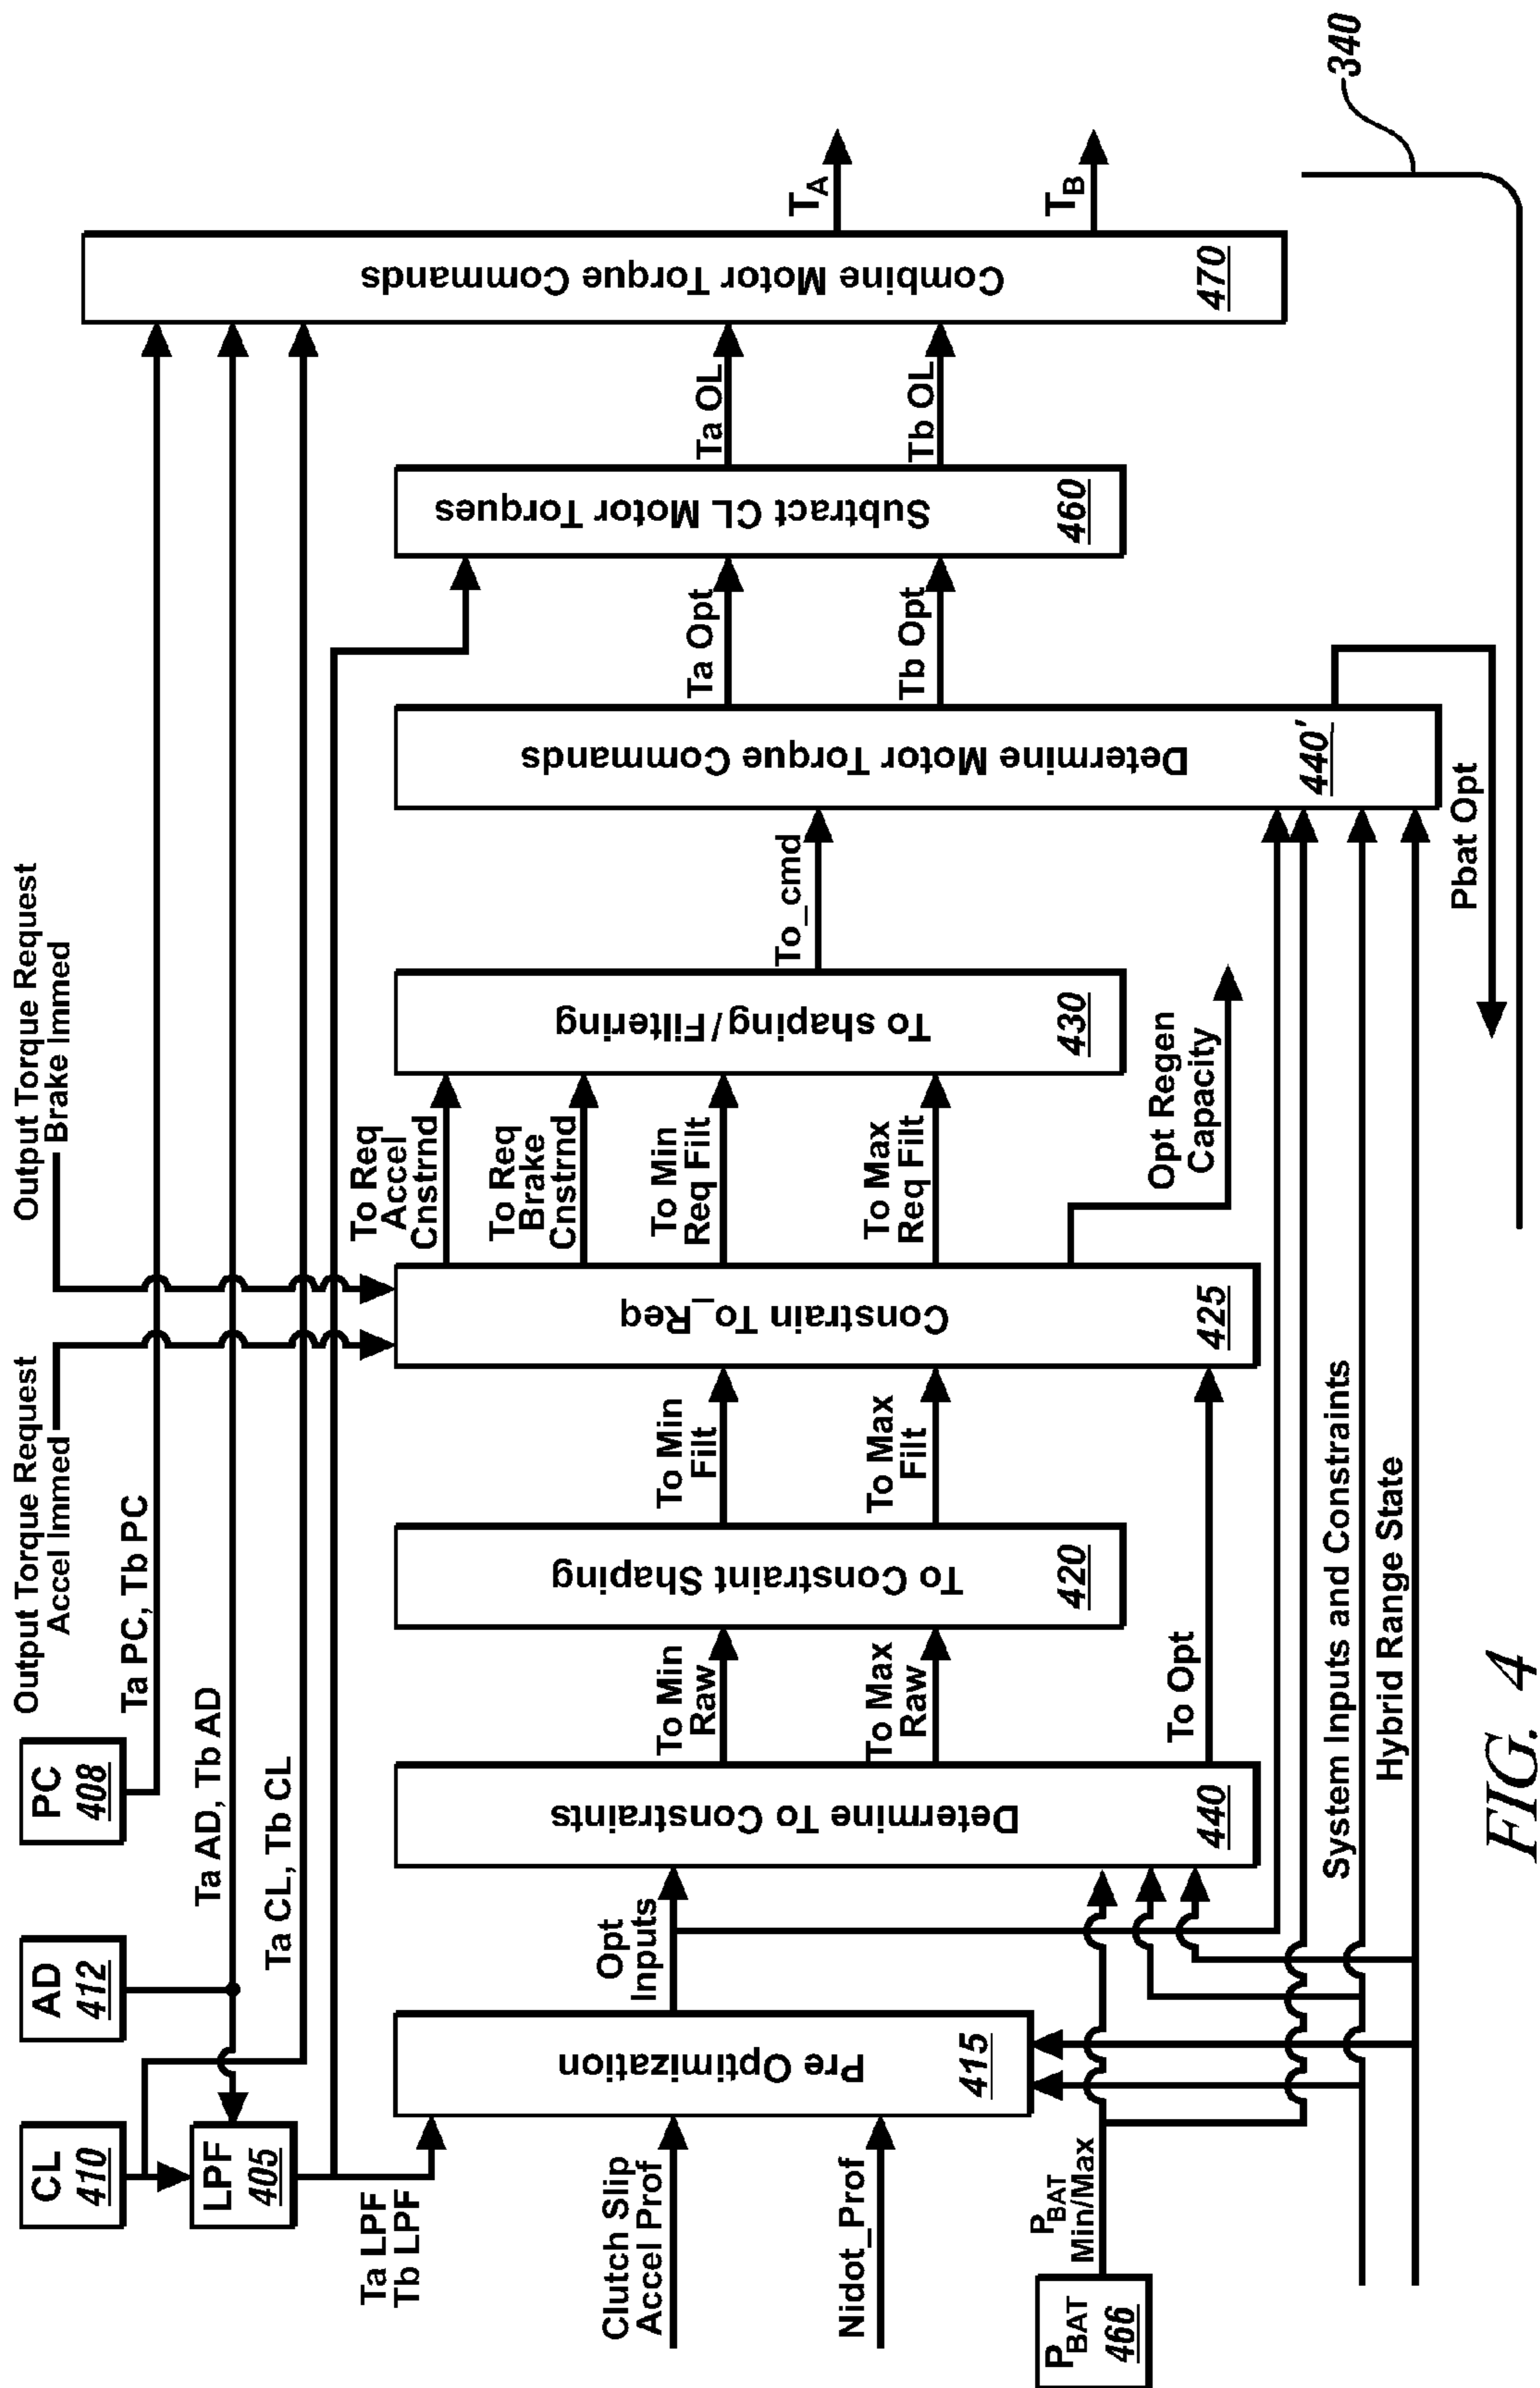 CL
410
AD
412
PC
408
LPF
405
Output Torque Request
Accel Immed
Output Torque Request
Brake Immed
Ta PC, Tb PC
Ta AD, Tb AD
Ta CL, Tb CL
Ta LPF
Tb LPF
Clutch Slip
Accel Prof
Nidot_Prof
PBAT
Min/Max
PBAT
466
Pre Optimization
415
Opt
Inputs
Determine To Constraints
440
To Min
Raw
To Max
Raw
To Opt
To Constraint Shaping
420
To Min
Filt
To Max
Filt
Constrain To_Req
425
To Req
Accel
Cnstrnd
To Req
Brake
Cnstrnd
To Min
Req Filt
To Max
Req Filt
Opt Regen
Capacity
To shaping/Filtering
430
To_cmd
Determine Motor Torque Commands
440'
Ta Opt
Tb Opt
Pbat Opt
Subtract CL Motor Torques
460
Ta OL
Tb OL
Combine Motor Torque Commands
470
TA
TB
System Inputs and Constraints
Hybrid Range State
340
FIG. 4